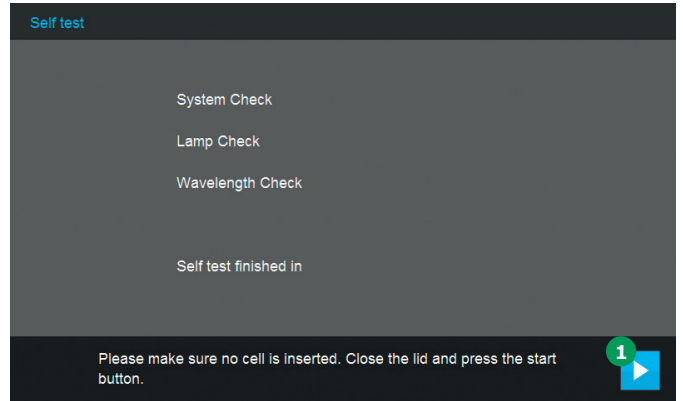 Self test
System Check
Lamp Check
Wavelength Check
Self test finished in
Please make sure no cell is inserted. Close the lid and press the start
button.
1